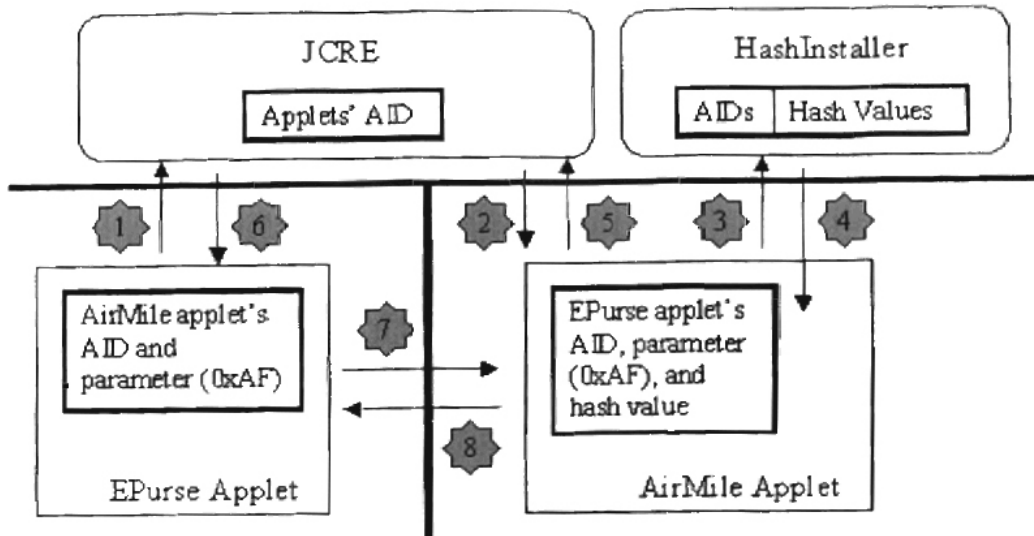 JCRE
Applets' AID
HashInstaller
AIDs
Hash Values
1
6
2
5
3
4
AirMile applet's
AID and
parameter (0xAF)
7
EPurse applet's
AID, parameter
(0xAF), and
hash value
8
EPurse Applet
AirMile Applet